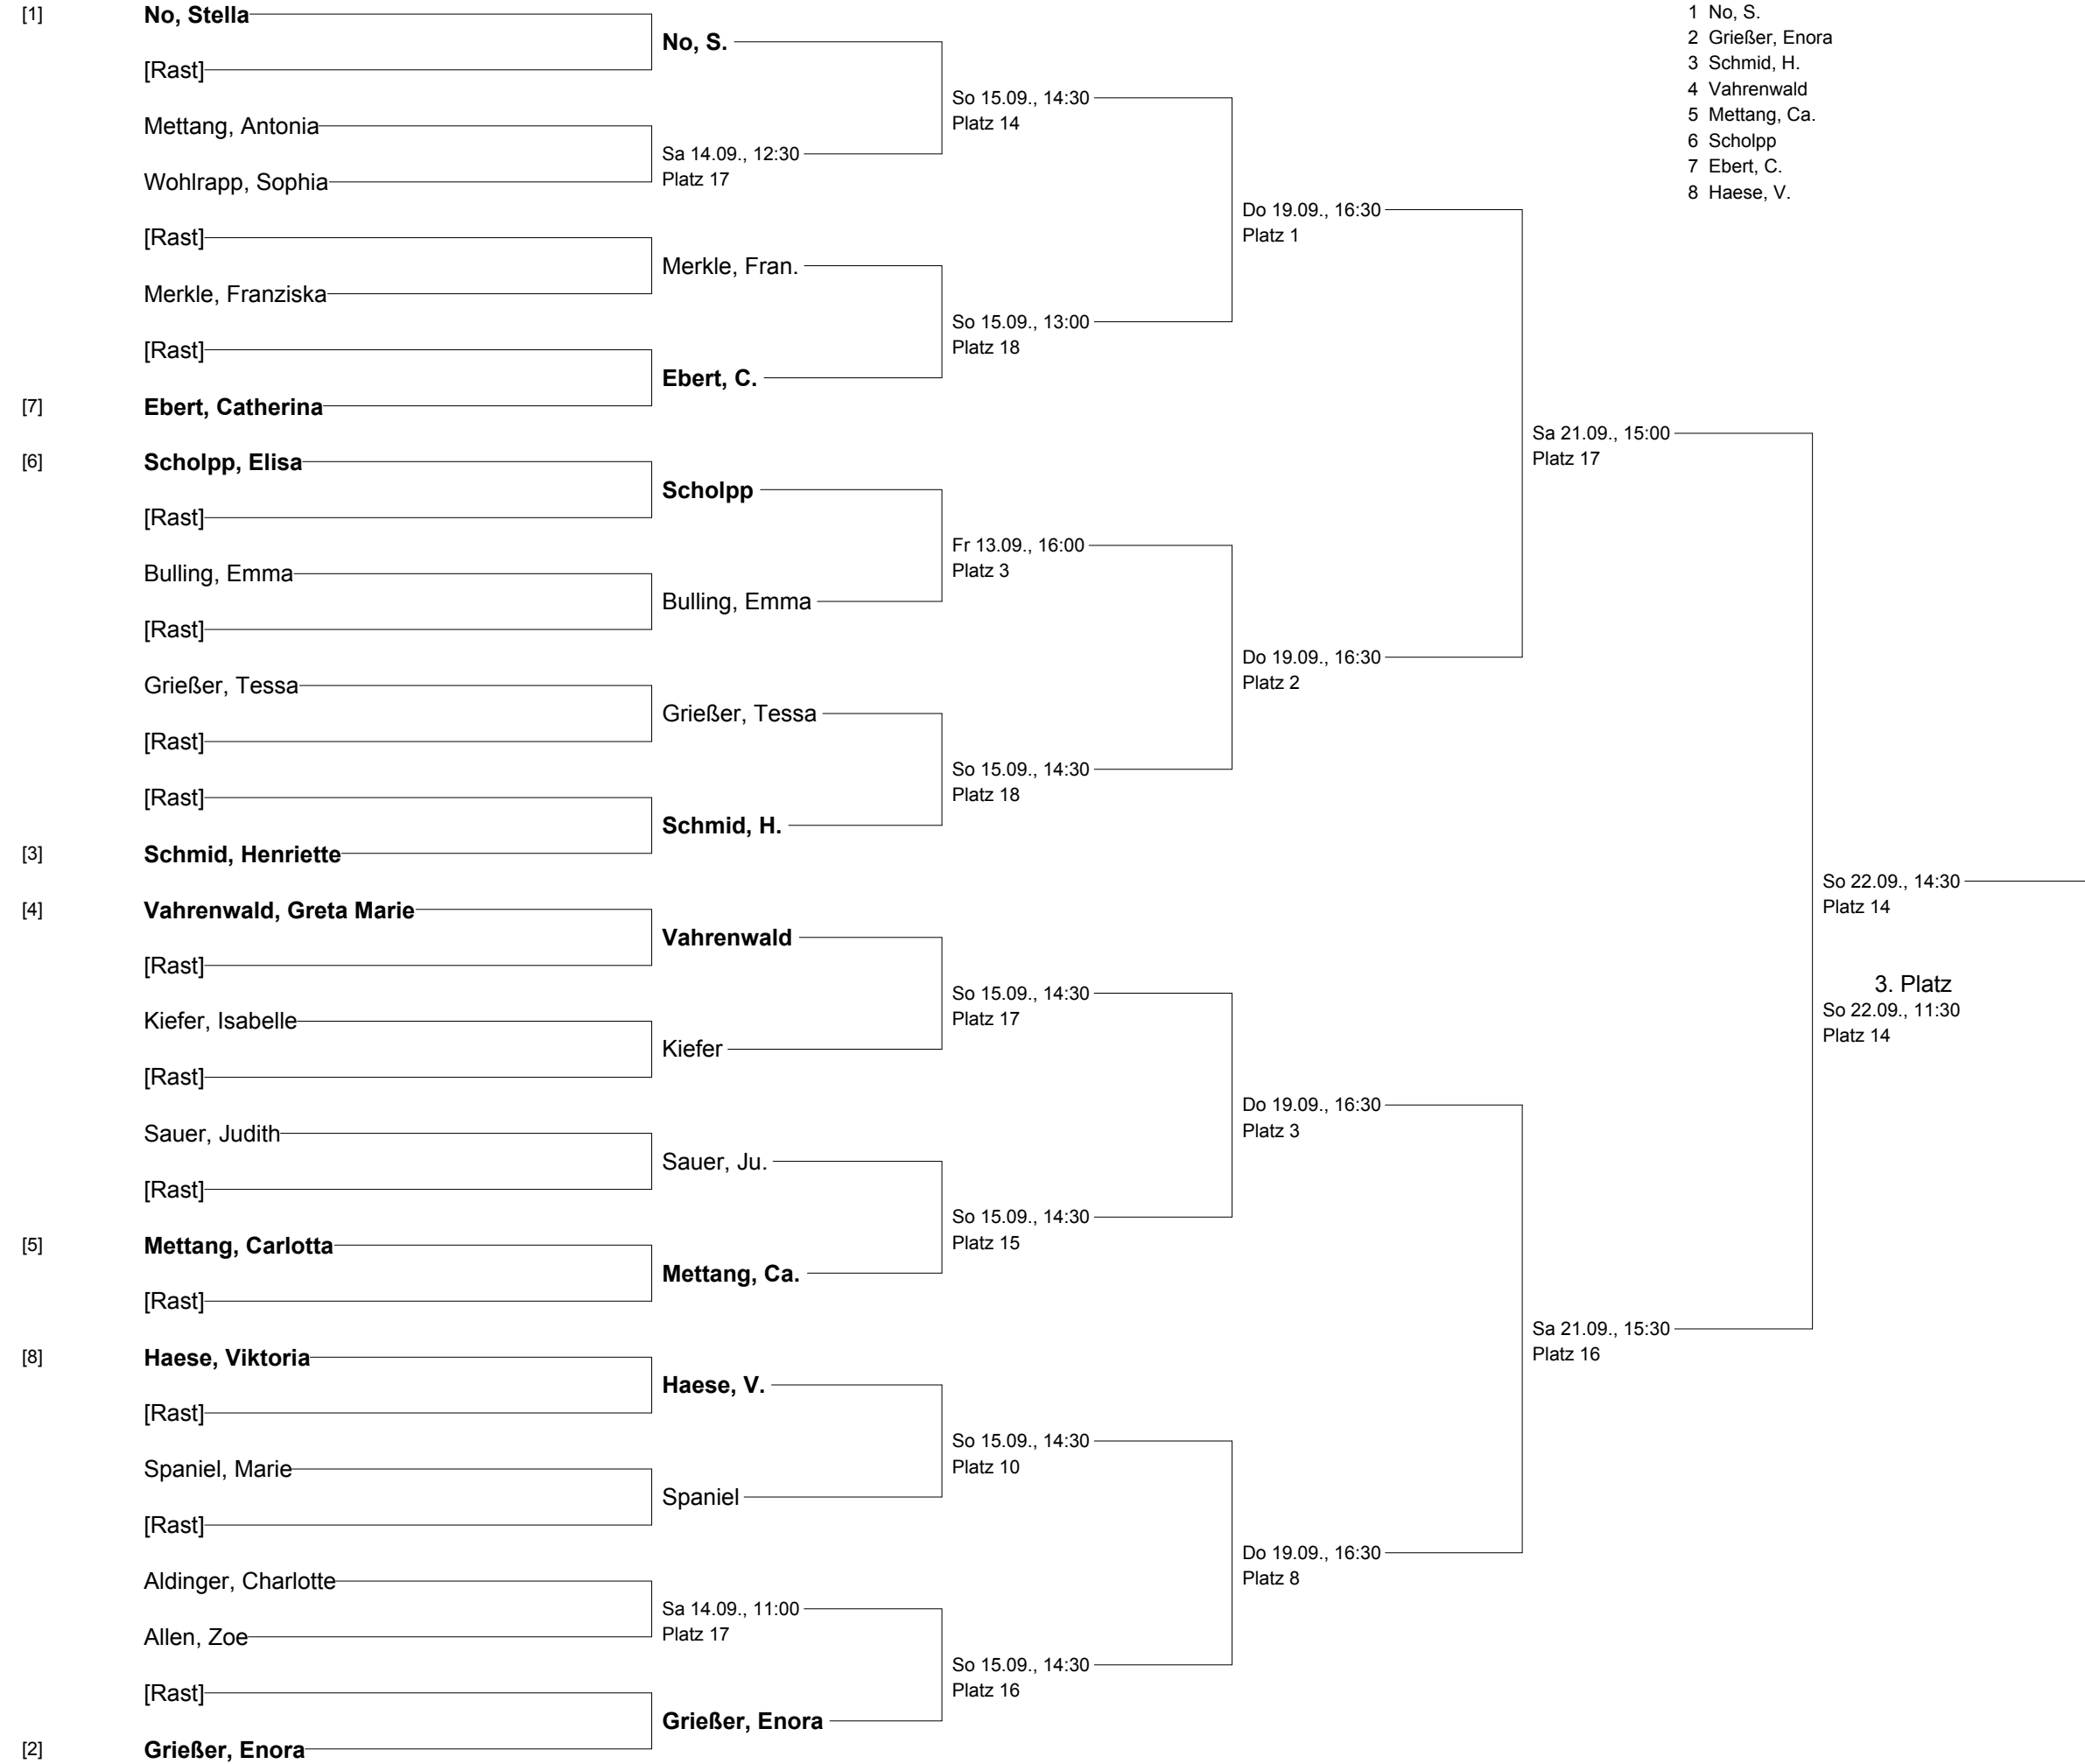 [1] No, Stella
[Rast]
Mettang, Antonia
Wohlrapp, Sophia
[Rast]
Merkle, Franziska
[Rast]
[7] Ebert, Catherina
[6] Scholpp, Elisa
[Rast]
Bulling, Emma
[Rast]
Grießer, Tessa
[Rast]
[Rast]
[3] Schmid, Henriette
[4] Vahrenwald, Greta Marie
[Rast]
Kiefer, Isabelle
[Rast]
Sauer, Judith
[Rast]
[5] Mettang, Carlotta
[Rast]
[8] Haese, Viktoria
[Rast]
Spaniel, Marie
[Rast]
Aldinger, Charlotte
Allen, Zoe
[Rast]
[2] Grießer, Enora
No, S.
Sa 14.09., 12:30
Platz 17
Merkle, Fran.
Ebert, C.
Scholpp
Bulling, Emma
Grießer, Tessa
Schmid, H.
Vahrenwald
Kiefer
Sauer, Ju.
Mettang, Ca.
Haese, V.
Spaniel
Sa 14.09., 11:00
Platz 17
Grießer, Enora
So 15.09., 14:30
Platz 14
So 15.09., 13:00
Platz 18
Fr 13.09., 16:00
Platz 3
So 15.09., 14:30
Platz 18
So 15.09., 14:30
Platz 17
So 15.09., 14:30
Platz 15
So 15.09., 14:30
Platz 10
So 15.09., 14:30
Platz 16
Do 19.09., 16:30
Platz 1
Do 19.09., 16:30
Platz 2
Do 19.09., 16:30
Platz 3
Do 19.09., 16:30
Platz 8
Sa 21.09., 15:00
Platz 17
Sa 21.09., 15:30
Platz 16
So 22.09., 14:30
Platz 14
3. Platz
So 22.09., 11:30
Platz 14
1 No, S.
2 Grießer, Enora
3 Schmid, H.
4 Vahrenwald
5 Mettang, Ca.
6 Scholpp
7 Ebert, C.
8 Haese, V.